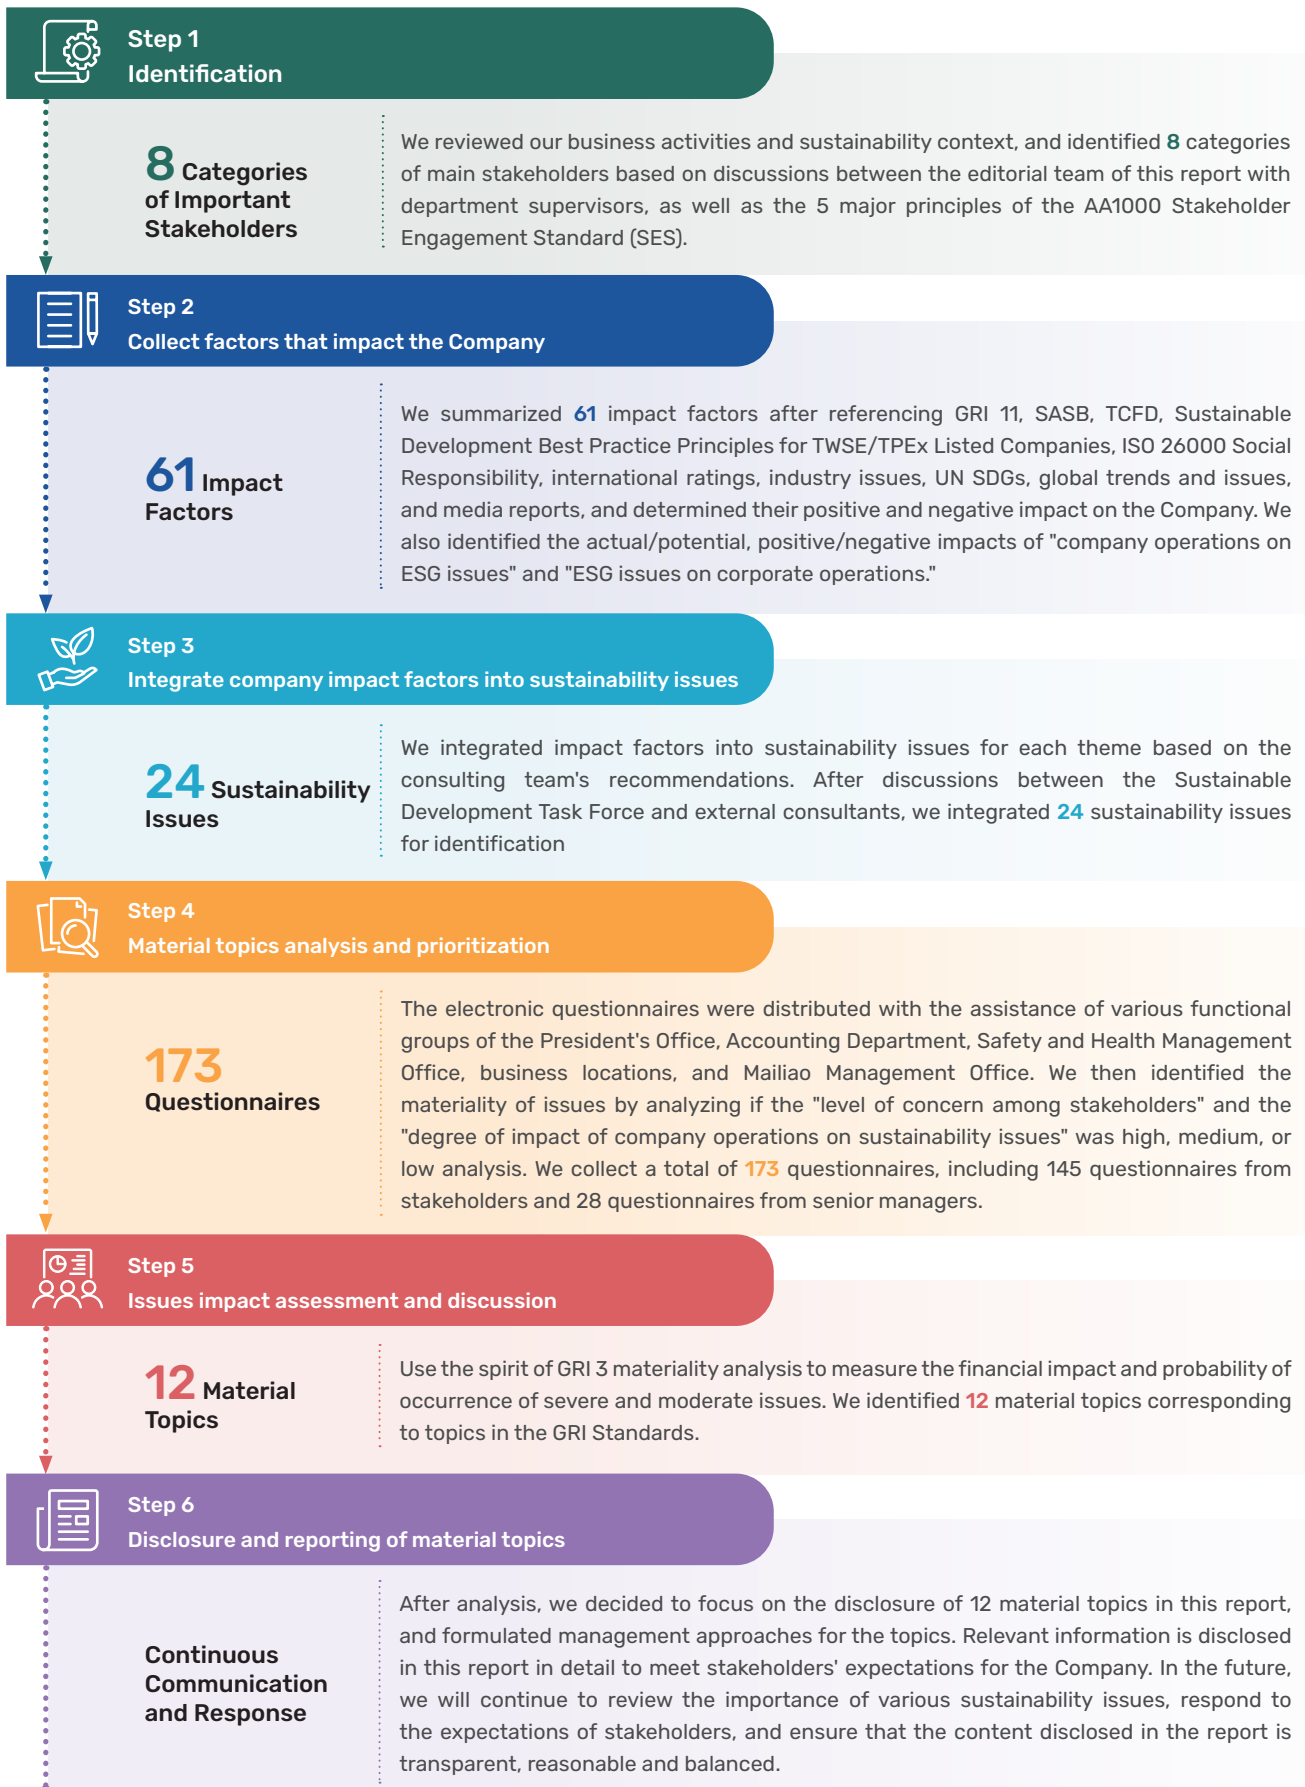 Step 1
Identification
8 Categories
of Important
Stakeholders
We reviewed our business activities and sustainability context, and identified 8 categories
of main stakeholders based on discussions between the editorial team of this report with
department supervisors, as well as the 5 major principles of the AA1000 Stakeholder
Engagement Standard (SES).
Step 2
Collect factors that impact the Company
61 Impact
Factors
We summarized 61 impact factors after referencing GRI 11, SASB, TCFD, Sustainable
Development Best Practice Principles for TWSE/TPEx Listed Companies, ISO 26000 Social
Responsibility, international ratings, industry issues, UN SDGs, global trends and issues,
and media reports, and determined their positive and negative impact on the Company. We
also identified the actual/potential, positive/negative impacts of "company operations on
ESG issues" and "ESG issues on corporate operations."
Step 3
Integrate company impact factors into sustainability issues
24 Sustainability
Issues
We integrated impact factors into sustainability issues for each theme based on the
consulting team's recommendations. After discussions between the Sustainable
Development Task Force and external consultants, we integrated 24 sustainability issues
for identification
Step 4
Material topics analysis and prioritization
173
Questionnaires
The electronic questionnaires were distributed with the assistance of various functional
groups of the President's Office, Accounting Department, Safety and Health Management
Office, business locations, and Mailiao Management Office. We then identified the
materiality of issues by analyzing if the "level of concern among stakeholders" and the
"degree of impact of company operations on sustainability issues" was high, medium, or
low analysis. We collect a total of 173 questionnaires, including 145 questionnaires from
stakeholders and 28 questionnaires from senior managers.
Step 5
Issues impact assessment and discussion
12 Material
Topics
Use the spirit of GRI 3 materiality analysis to measure the financial impact and probability of
occurrence of severe and moderate issues. We identified 12 material topics corresponding
to topics in the GRI Standards.
Step 6
Disclosure and reporting of material topics
Continuous
Communication
and Response
After analysis, we decided to focus on the disclosure of 12 material topics in this report,
and formulated management approaches for the topics. Relevant information is disclosed
in this report in detail to meet stakeholders' expectations for the Company. In the future,
we will continue to review the importance of various sustainability issues, respond to
the expectations of stakeholders, and ensure that the content disclosed in the report is
transparent, reasonable and balanced.